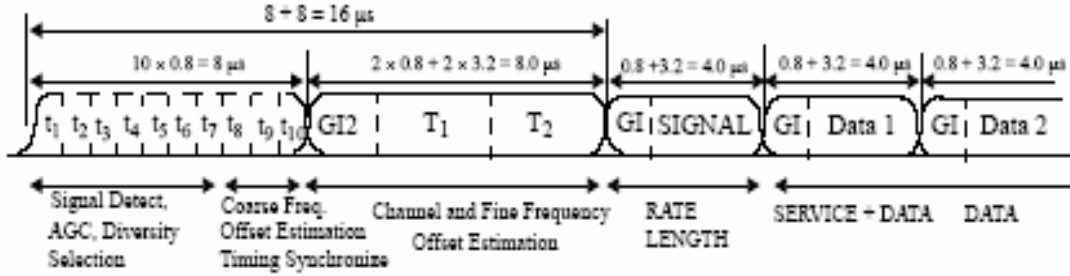 8 + 8 = 16 µs
10 × 0.8 = 8 µs
2 × 0.8 + 2 × 3.2 = 8.0 µs
0.8 +3.2 = 4.0 µs
0.8 + 3.2 = 4.0 µs
0.8 + 3.2 = 4.0 µs
t1 t2 t3 t4 t5 t6 t7 t8 t9 t10 GI2 T1 T2 GI SIGNAL GI Data 1 GI Data 2
Signal Detect,
AGC, Diversity
Selection
Coarse Freq.
Offset Estimation
Timing Synchronize
Channel and Fine Frequency
Offset Estimation
RATE
LENGTH
SERVICE + DATA
DATA